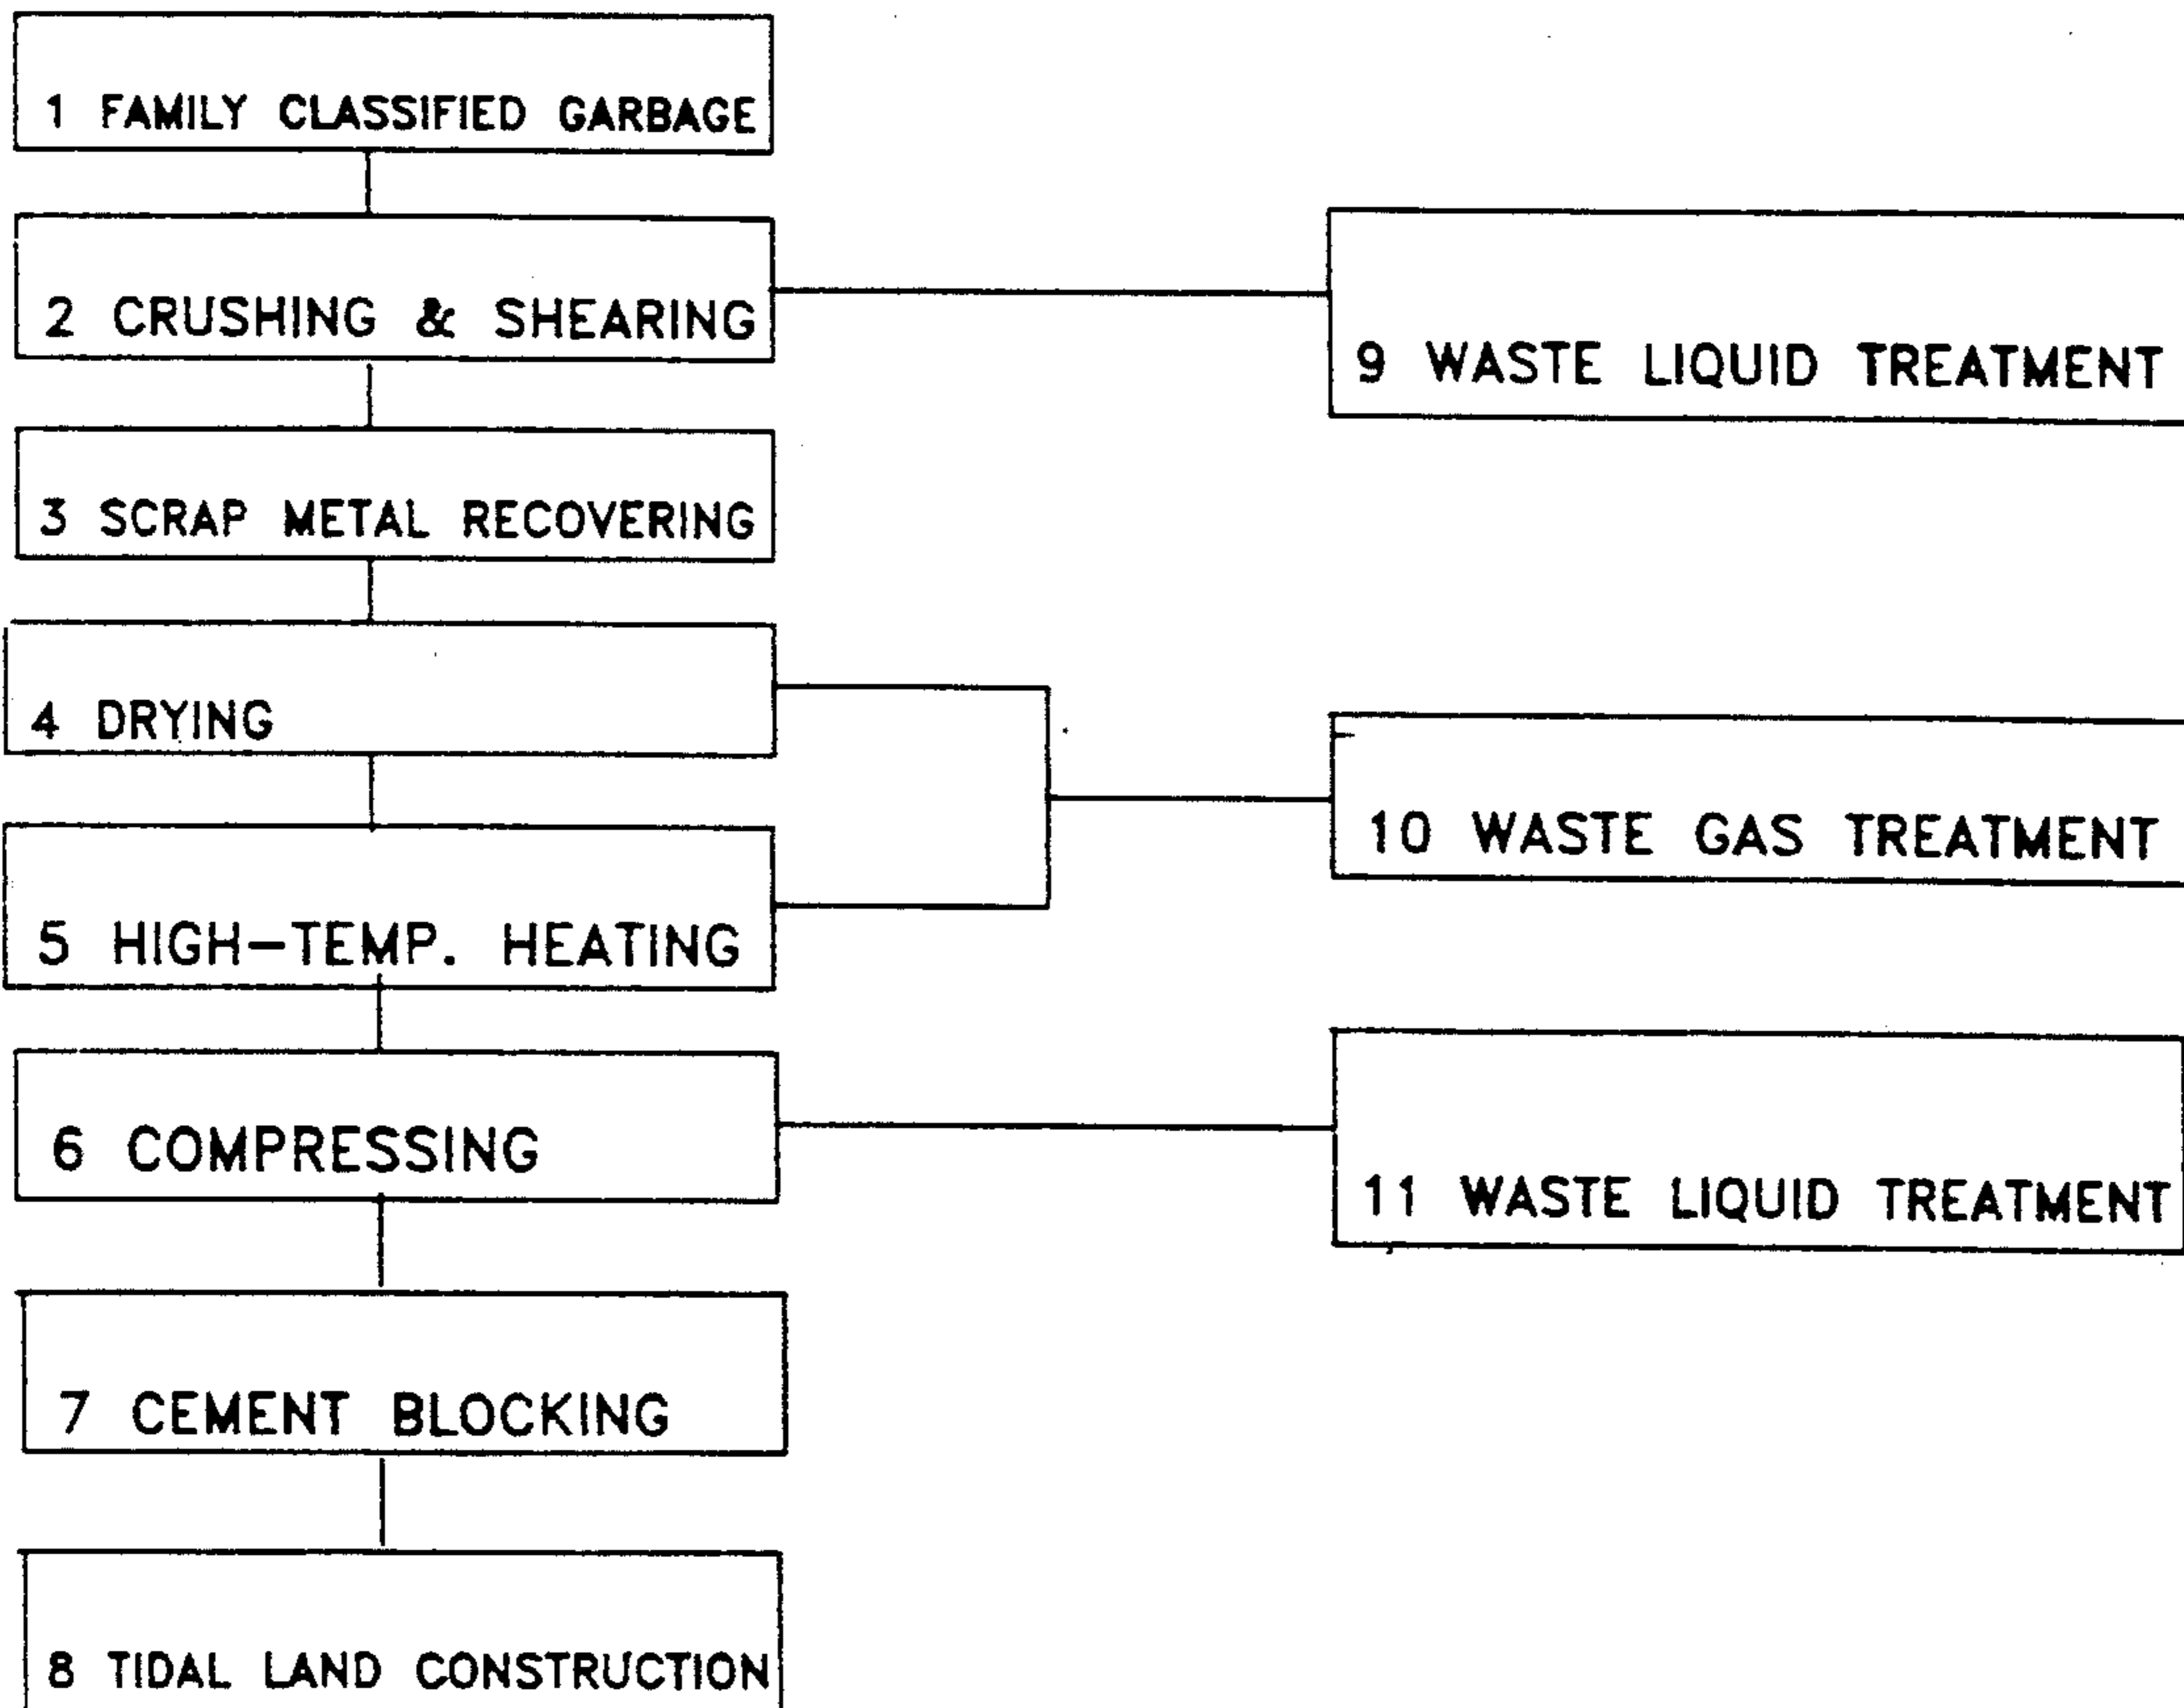 1 FAMILY CLASSIFIED GARBAGE
2 CRUSHING & SHEARING
9 WASTE LIQUID TREATMENT
3 SCRAP METAL RECOVERING
4 DRYING
10 WASTE GAS TREATMENT
5 HIGH-TEMP. HEATING
6 COMPRESSING
11 WASTE LIQUID TREATMENT
7 CEMENT BLOCKING
8 TIDAL LAND CONSTRUCTION